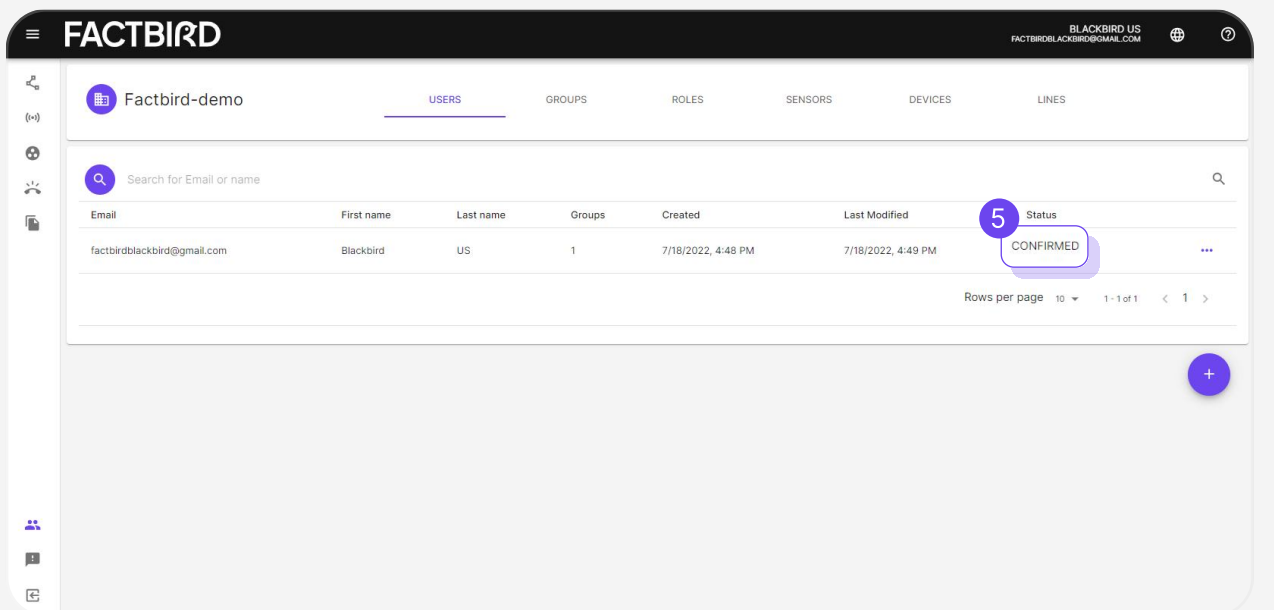 FACTBIRD
BLACKBIRD US
FACTBIRDBLACKBIRD@GMAIL.COM
Factbird-demo
USERS GROUPS ROLES SENSORS DEVICES LINES
Search for Email or name
Email First name Last name Groups Created Last Modified 5 Status
factbirdblackbird@gmail.com Blackbird US 1 7/18/2022, 4:48 PM 7/18/2022, 4:49 PM CONFIRMED
Rows per page 10 1 - 1 of 1 < 1 >